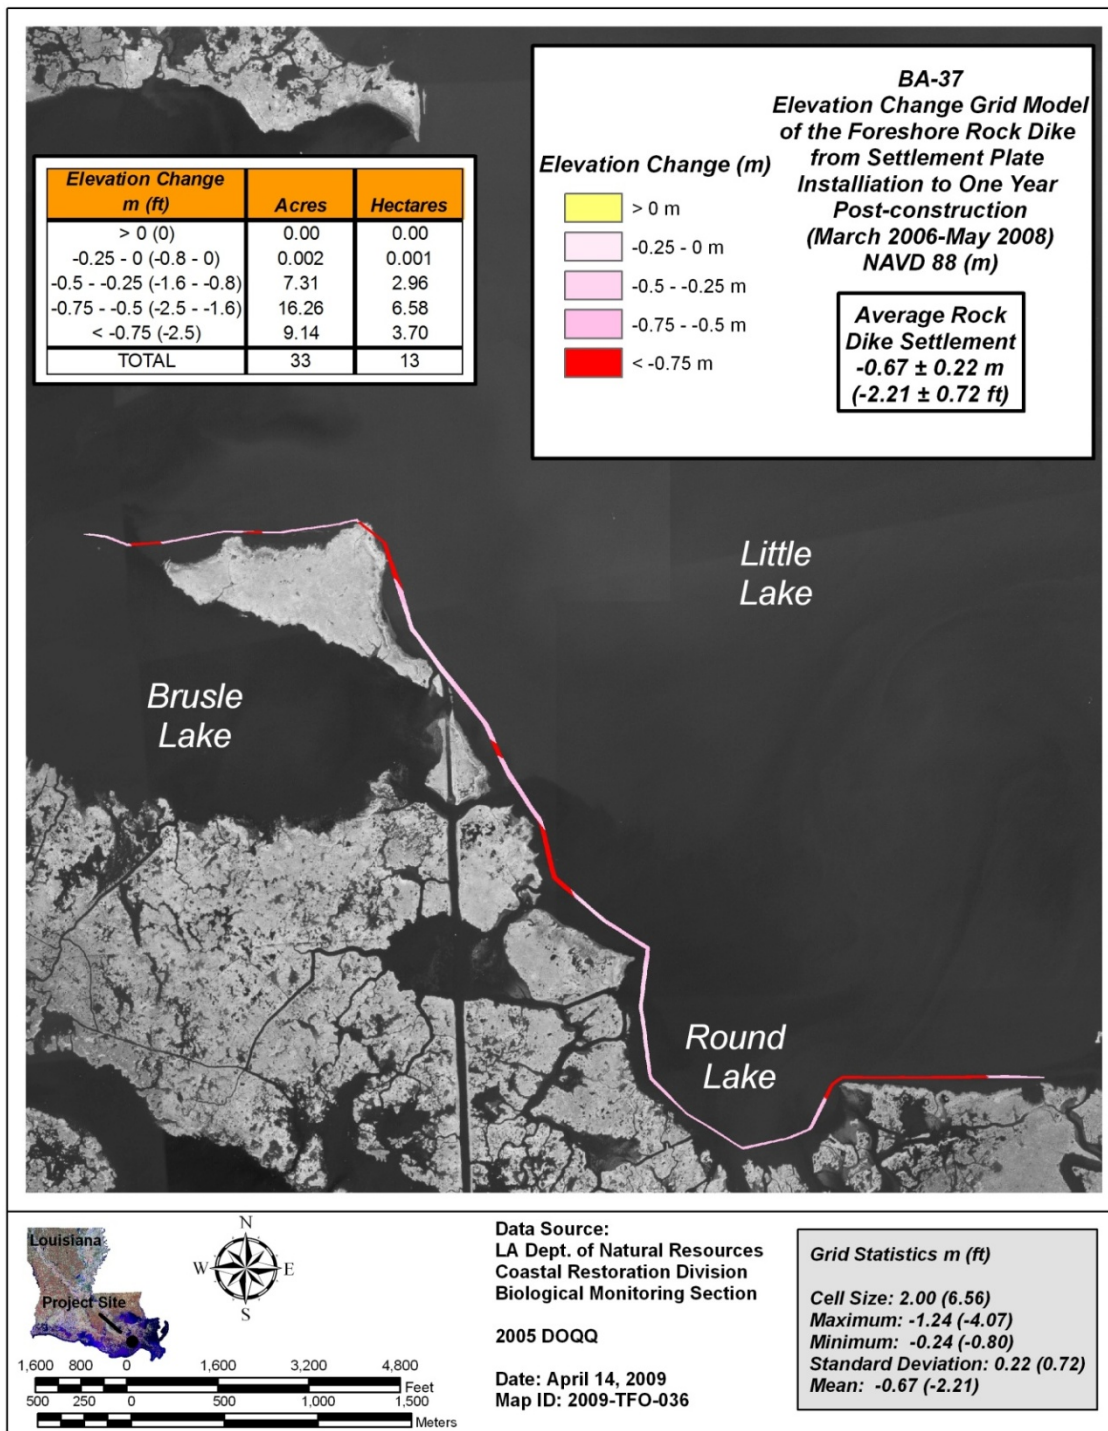 BA-37
Elevation Change Grid Model
of the Foreshore Rock Dike
from Settlement Plate
Installiation to One Year
Post-construction
(March 2006-May 2008)
NAVD 88 (m)
Elevation Change (m)
> 0 m
-0.25 - 0 m
-0.5 - -0.25 m
-0.75 - -0.5 m
< -0.75 m
Average Rock
Dike Settlement
-0.67 ± 0.22 m
(-2.21 ± 0.72 ft)
Elevation Change
m (ft) Acres Hectares
> 0 (0) 0.00 0.00
-0.25 - 0 (-0.8 - 0) 0.002 0.001
-0.5 - -0.25 (-1.6 - -0.8) 7.31 2.96
-0.75 - -0.5 (-2.5 - -1.6) 16.26 6.58
< -0.75 (-2.5) 9.14 3.70
TOTAL 33 13
Little
Lake
Brusle
Lake
Round
Lake
Louisiana
Project Site
N
W E
S
1,600 800 0 1,600 3,200 4,800
Feet
500 250 0 500 1,000 1,500
Meters
Data Source:
LA Dept. of Natural Resources
Coastal Restoration Division
Biological Monitoring Section
2005 DOQQ
Date: April 14, 2009
Map ID: 2009-TFO-036
Grid Statistics m (ft)
Cell Size: 2.00 (6.56)
Maximum: -1.24 (-4.07)
Minimum: -0.24 (-0.80)
Standard Deviation: 0.22 (0.72)
Mean: -0.67 (-2.21)